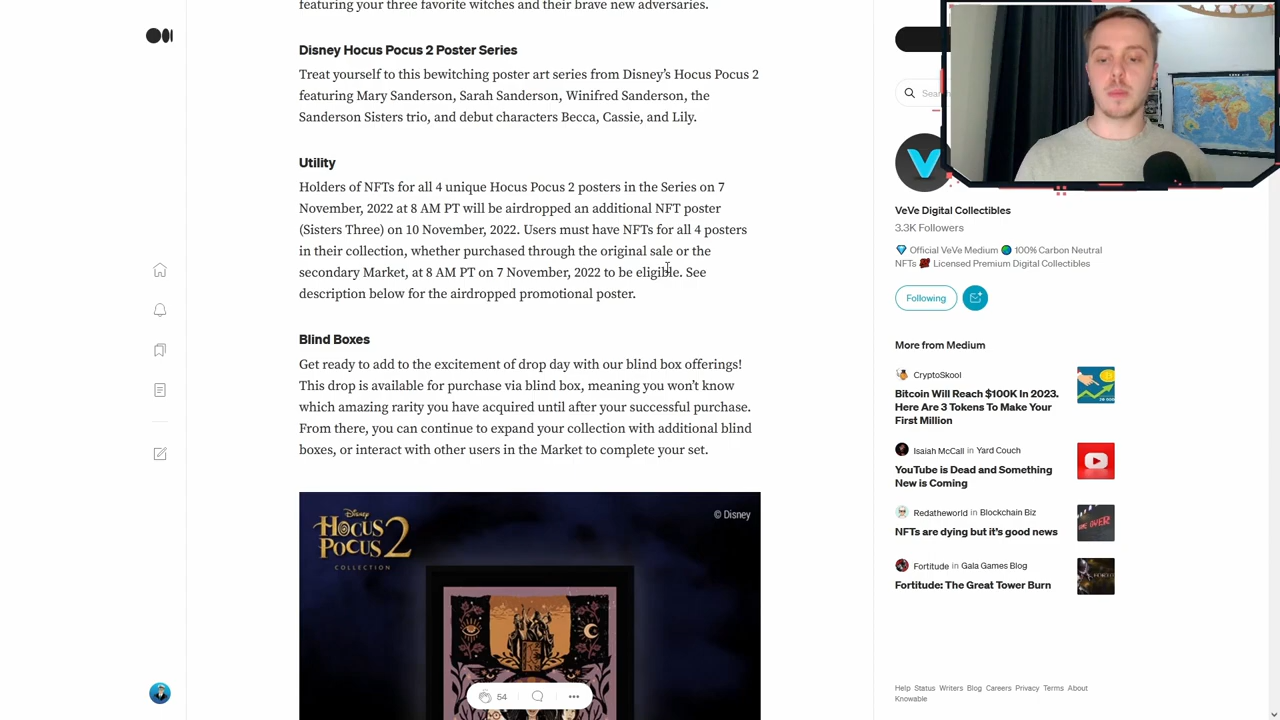 featuring your three favorite witches and their brave new adversaries.
Disney Hocus Pocus 2 Poster Series
Treat yourself to this bewitching poster art series from Disney’s Hocus Pocus 2
featuring Mary Sanderson, Sarah Sanderson, Winifred Sanderson, the
Sanderson Sisters trio, and debut characters Becca, Cassie, and Lily.
Utility
Holders of NFTs for all 4 unique Hocus Pocus 2 posters in the Series on 7
November, 2022 at 8 AM PT will be airdropped an additional NFT poster
(Sisters Three) on 10 November, 2022. Users must have NFTs for all 4 posters
in their collection, whether purchased through the original sale or the
secondary Market, at 8 AM PT on 7 November, 2022 to be eligible. See
description below for the airdropped promotional poster.
Blind Boxes
Get ready to add to the excitement of drop day with our blind box offerings!
This drop is available for purchase via blind box, meaning you won’t know
which amazing rarity you have acquired until after your successful purchase.
From there, you can continue to expand your collection with additional blind
boxes, or interact with other users in the Market to complete your set.
Disney
HOCUS
POCUS 2
COLLECTION
© Disney
54
VeVe Digital Collectibles
3.3K Followers
Official VeVe Medium 100% Carbon Neutral
NFTs Licensed Premium Digital Collectibles
Following
More from Medium
CryptoSkool
Bitcoin Will Reach $100K In 2023.
Here Are 3 Tokens To Make Your
First Million
Isaiah McCall in Yard Couch
YouTube is Dead and Something
New is Coming
Redatheworld in Blockchain Biz
NFTs are dying but it’s good news
GAME OVER
Fortitude in Gala Games Blog
Fortitude: The Great Tower Burn
Help Status Writers Blog Careers Privacy Terms About
Knowable